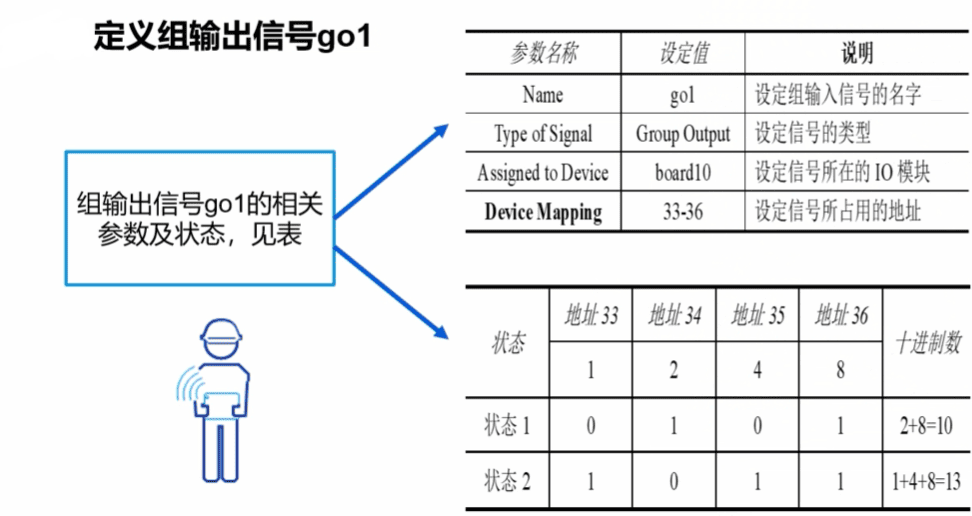 定义组输出信号go1
组输出信号go1的相关
参数及状态，见表
参数名称 设定值 说明
Name go1 设定组输入信号的名字
Type of Signal Group Output 设定信号的类型
Assigned to Device board10 设定信号所在的 IO 模块
Device Mapping 33-36 设定信号所占用的地址
状态 地址 33 地址 34 地址 35 地址 36 十进制数
1 2 4 8
状态 1 0 1 0 1 2+8=10
状态 2 1 0 1 1 1+4+8=13